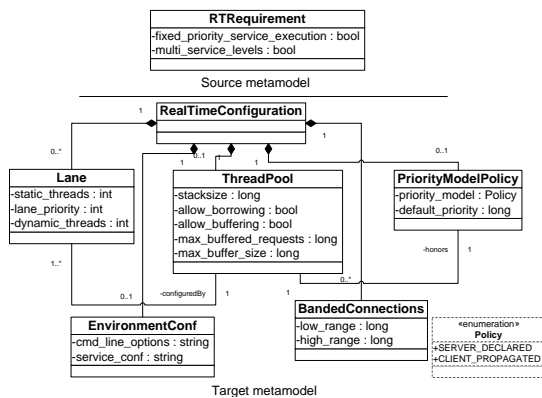 RTRequirement
-fixed_priority_service_execution : bool
-multi_service_levels : bool
Source metamodel
RealTimeConfiguration
1
1
0..1
1
1
1
0..*
0..1
Lane
-static_threads : int
-lane_priority : int
-dynamic_threads : int
ThreadPool
-stacksize : long
-allow_borrowing : bool
-allow_buffering : bool
-max_buffered_requests : long
-max_buffer_size : long
PriorityModelPolicy
-priority_model : Policy
-default_priority : long
1..*
-honors
1
0..1
-configuredBy
1
1
0..*
EnvironmentConf
-cmd_line_options : string
-service_conf : string
BandedConnections
-low_range : long
-high_range : long
«enumeration»
Policy
+SERVER_DECLARED
+CLIENT_PROPAGATED
Target metamodel